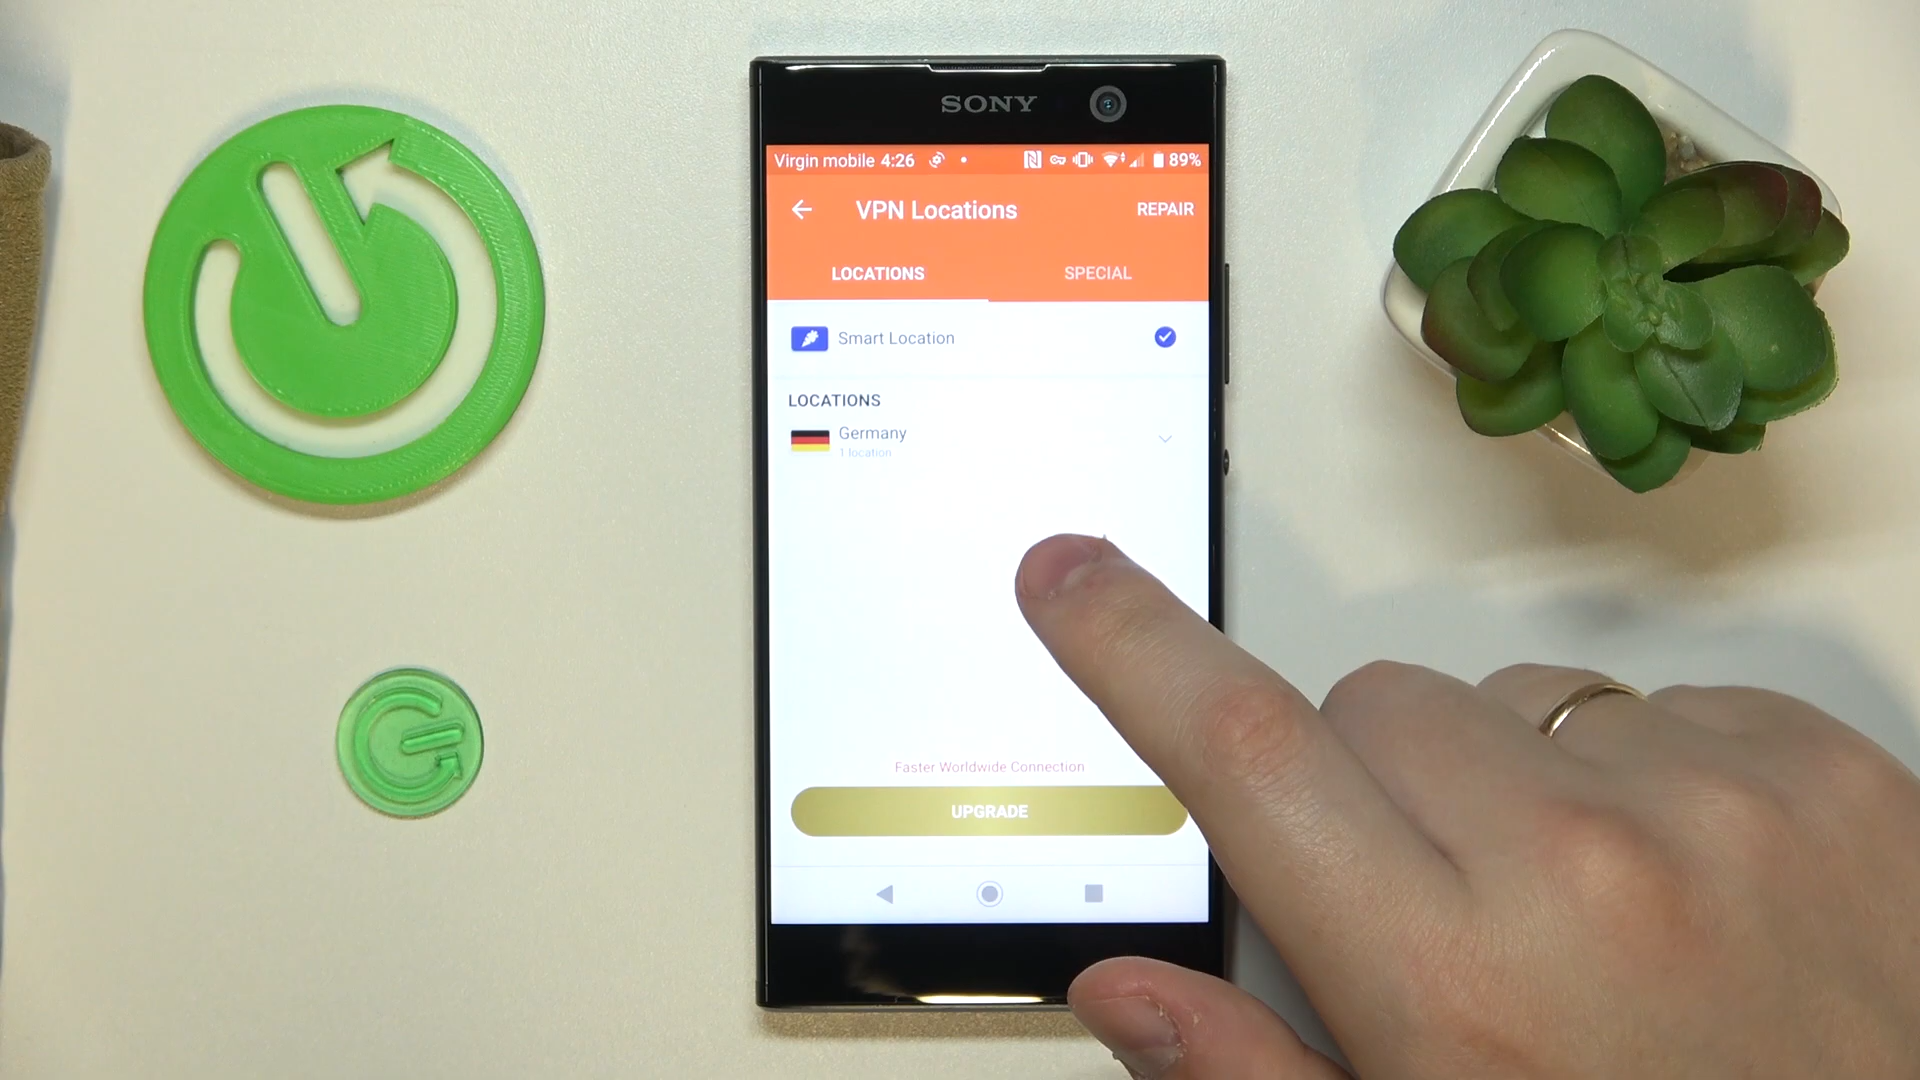 SONY
Virgin mobile 4:26
89%
VPN Locations
REPAIR
LOCATIONS
SPECIAL
Smart Location
LOCATIONS
Germany
1 location
Faster Worldwide Connection
UPGRADE